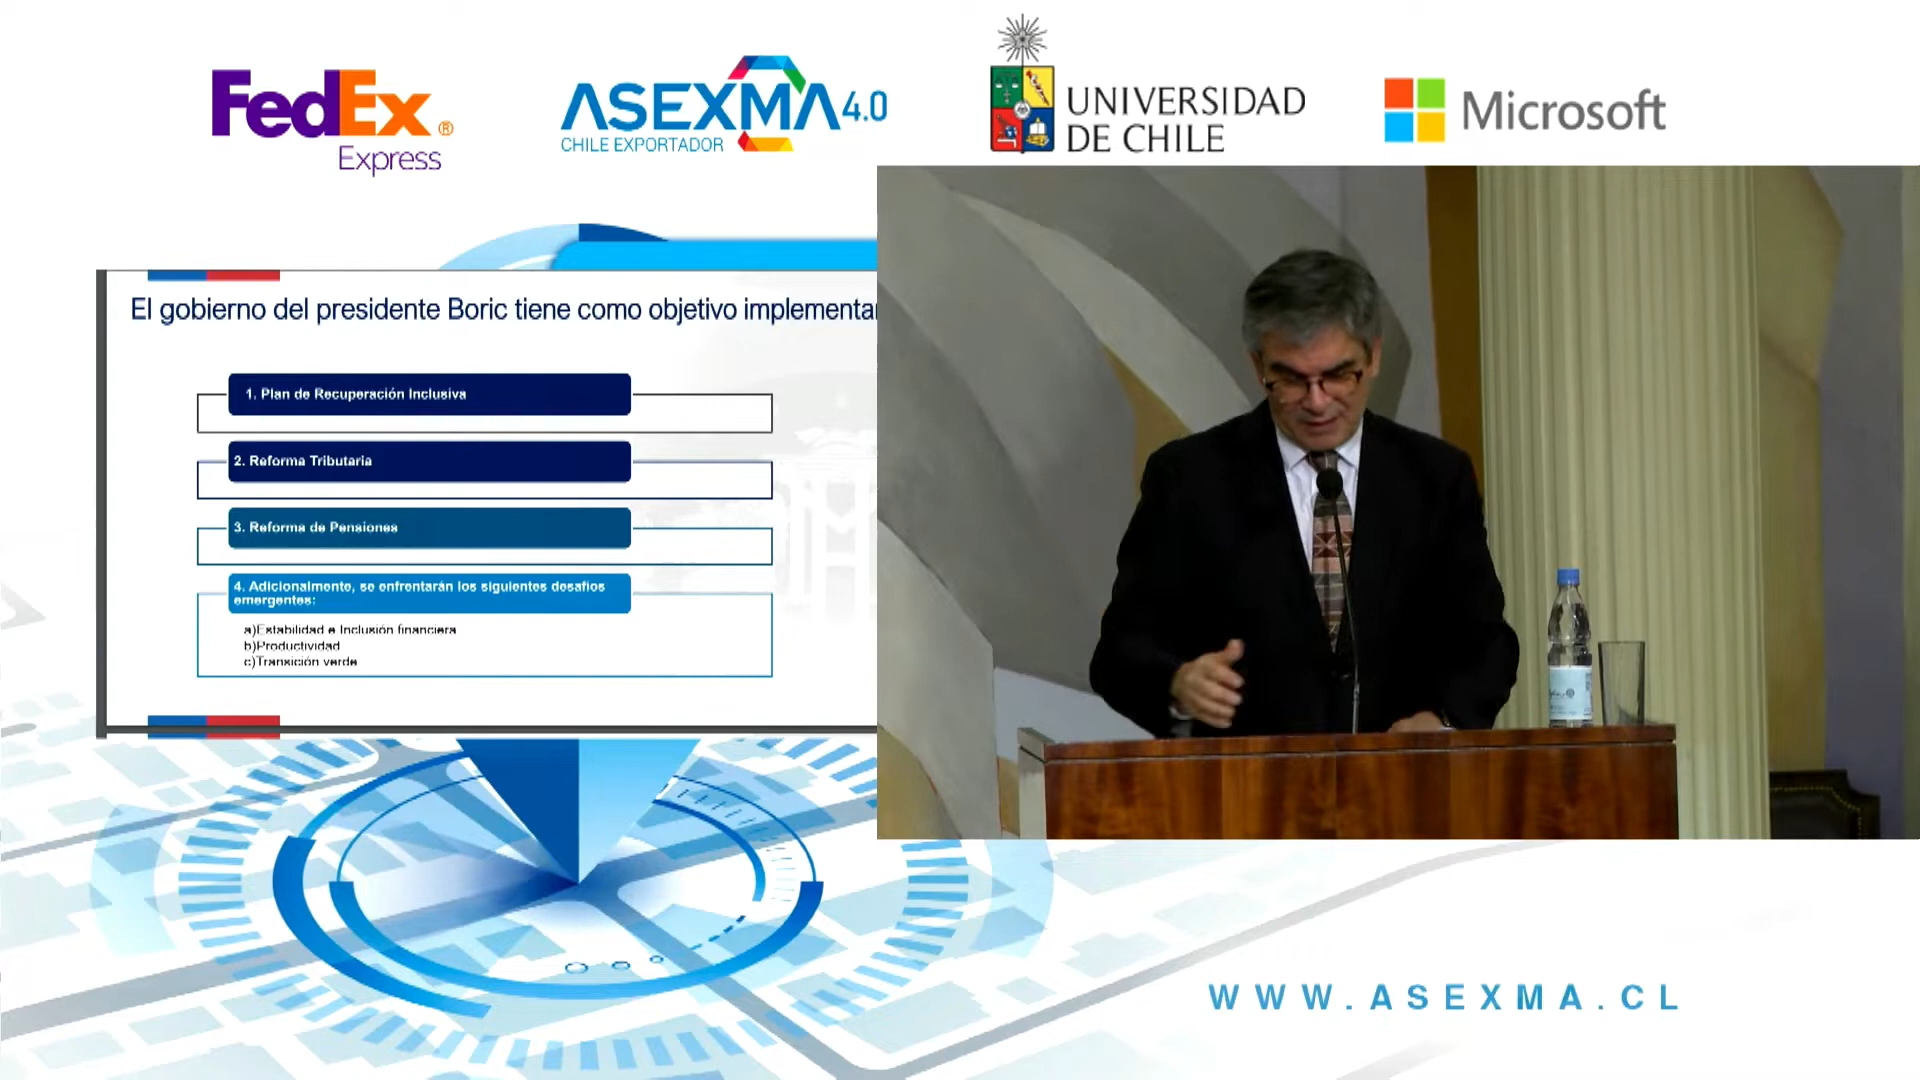 FedEx®
Express
ASEXMA 4.0
CHILE EXPORTADOR
UNIVERSIDAD
DE CHILE
Microsoft
El gobierno del presidente Boric tiene como objetivo implementar
1. Plan de Recuperación Inclusiva
2. Reforma Tributaria
3. Reforma de Pensiones
4. Adicionalmente, se enfrentarán los siguientes desafíos
emergentes:
a)Estabilidad e Inclusión financiera
b)Productividad
c)Transición verde
WWW.ASEXMA.CL